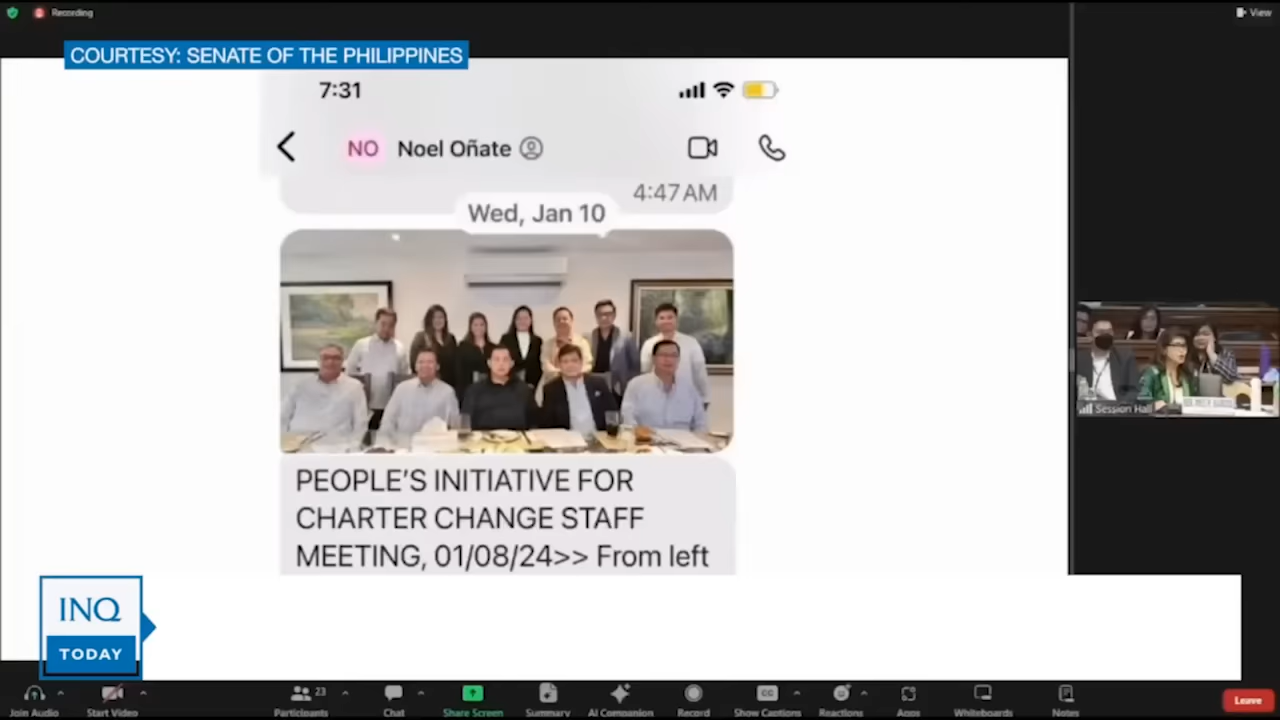 Recording
View
COURTESY: SENATE OF THE PHILIPPINES
7:31
NO Noel Oñate
4:47 AM
Wed, Jan 10
PEOPLE'S INITIATIVE FOR
CHARTER CHANGE STAFF
MEETING, 01/08/24>> From left
Session Hall
INQ
TODAY
Join Audio
Start Video
Participants 23
Chat
Share Screen
Summary
AI Companion
Record
CC
Show Captions
Reactions
Apps
Whiteboards
Notes
Leave